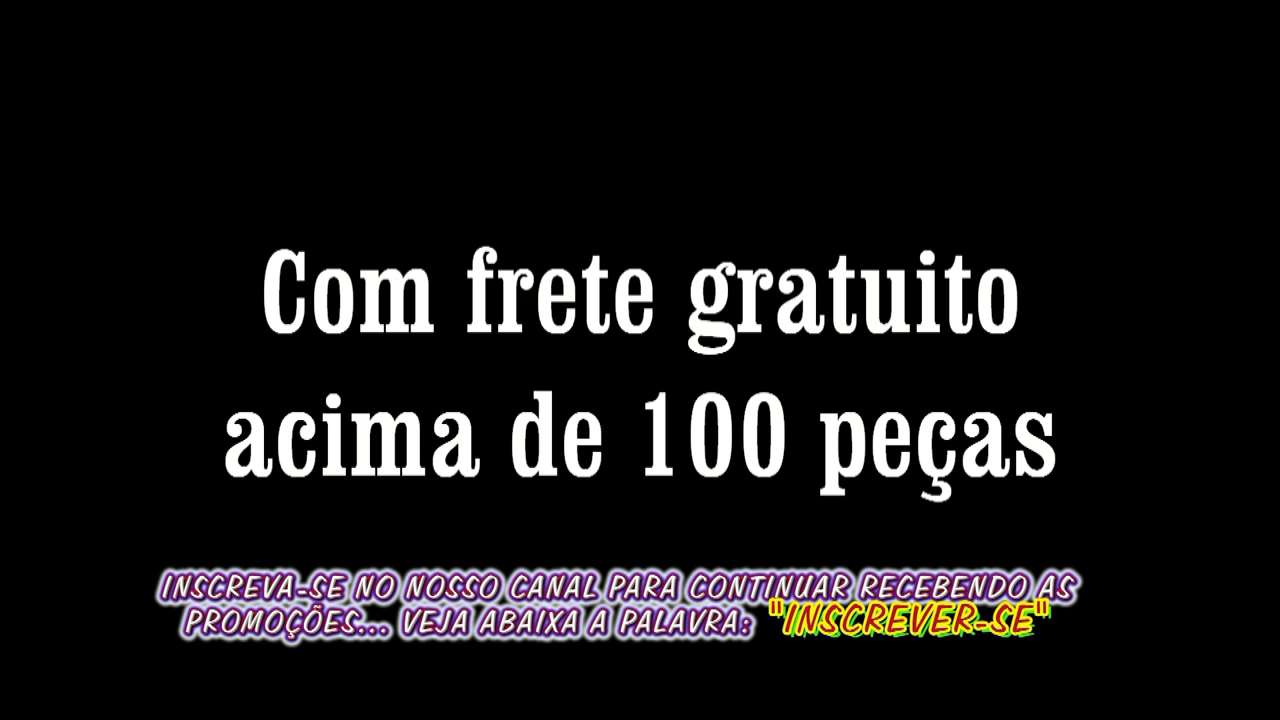 Com frete gratuito
acima de 100 peças
INSCREVA-SE NO NOSSO CANAL PARA CONTINUAR RECEBENDO AS
PROMOÇÕES... VEJA ABAIXA A PALAVRA: "INSCREVER-SE"